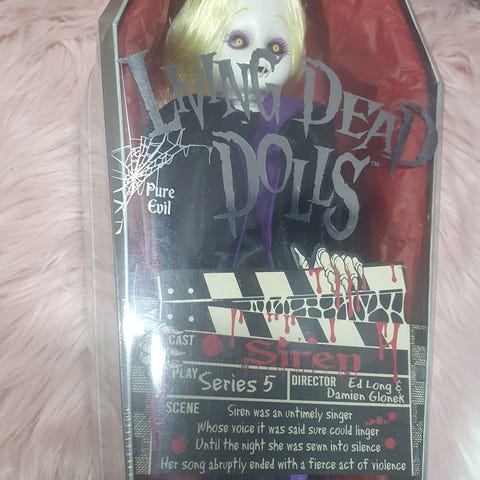 LIVING DEAD
DOLLS™
Pure
Evil
CAST Siren
PLAY Series 5 DIRECTOR Ed Long &
Damien Glonek
SCENE Siren was an untimely singer
Whose voice it was said sure could linger
Until the night she was sewn into silence
Her song abruptly ended with a fierce act of violence